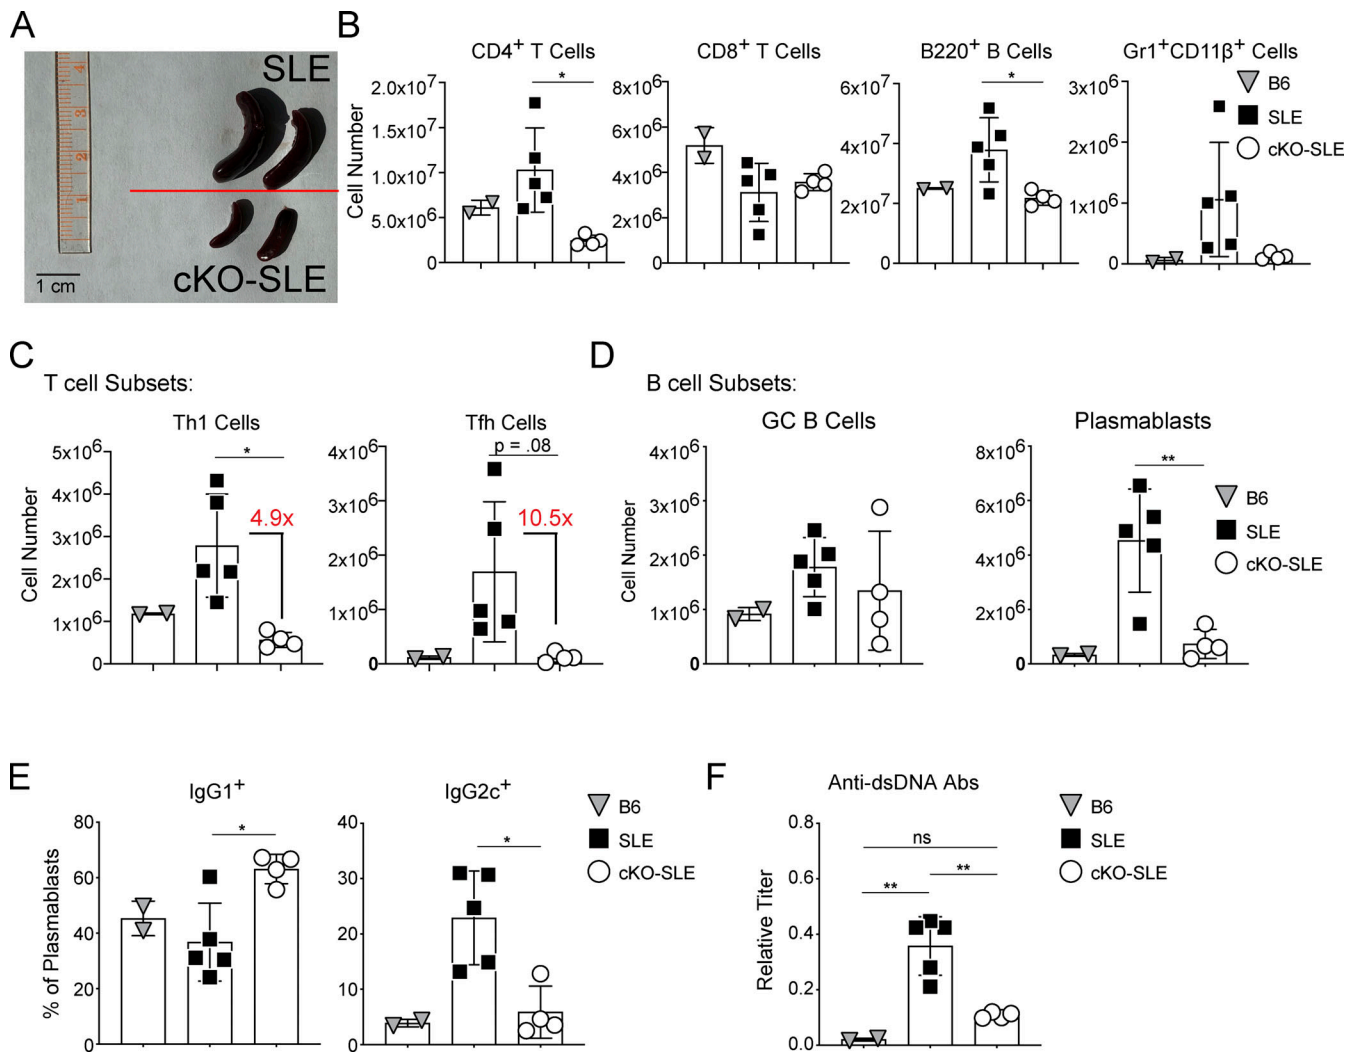 A
SLE
cKO-SLE
1 cm
4
3
2
1
B
CD4+ T Cells
CD8+ T Cells
B220+ B Cells
Gr1+CD11β+ Cells
Cell Number
2.0x10^7
1.5x10^7
1.0x10^7
5.0x10^6
0
*
8x10^6
6x10^6
4x10^6
2x10^6
0
6x10^7
4x10^7
2x10^7
0
*
3x10^6
2x10^6
1x10^6
0
B6
SLE
cKO-SLE
C
T cell Subsets:
Th1 Cells
Tfh Cells
Cell Number
5x10^6
4x10^6
3x10^6
2x10^6
1x10^6
0
*
4.9x
4x10^6
3x10^6
2x10^6
1x10^6
0
p = .08
10.5x
D
B cell Subsets:
GC B Cells
Plasmablasts
Cell Number
4x10^6
3x10^6
2x10^6
1x10^6
0
8x10^6
6x10^6
4x10^6
2x10^6
0
**
B6
SLE
cKO-SLE
E
IgG1+
IgG2c+
% of Plasmablasts
80
60
40
20
0
*
40
30
20
10
0
*
B6
SLE
cKO-SLE
F
Anti-dsDNA Abs
Relative Titer
0.8
0.6
0.4
0.2
0.0
ns
**
**
B6
SLE
cKO-SLE